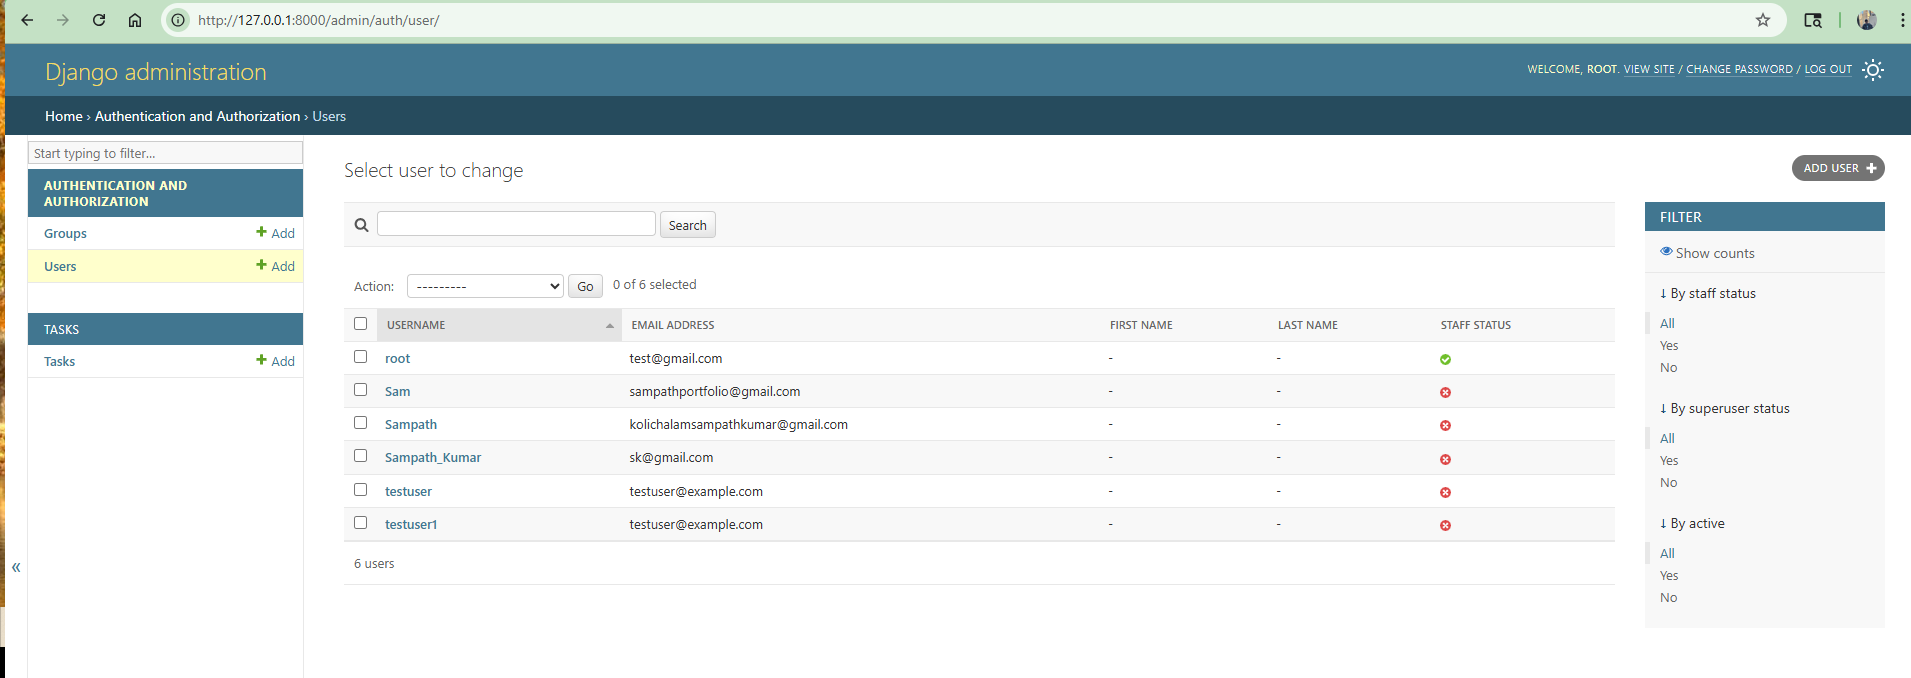 http://127.0.0.1:8000/admin/auth/user/
Django administration
WELCOME, ROOT. VIEW SITE / CHANGE PASSWORD / LOG OUT
Home › Authentication and Authorization › Users
Start typing to filter...
AUTHENTICATION AND
AUTHORIZATION
Groups + Add
Users + Add
TASKS
Tasks + Add
«
Select user to change
ADD USER +
Search
Action: --------- Go 0 of 6 selected
USERNAME EMAIL ADDRESS FIRST NAME LAST NAME STAFF STATUS
root test@gmail.com - -
Sam sampathportfolio@gmail.com - -
Sampath kolichalamsampathkumar@gmail.com - -
Sampath_Kumar sk@gmail.com - -
testuser testuser@example.com - -
testuser1 testuser@example.com - -
6 users
FILTER
Show counts
↓ By staff status
All
Yes
No
↓ By superuser status
All
Yes
No
↓ By active
All
Yes
No